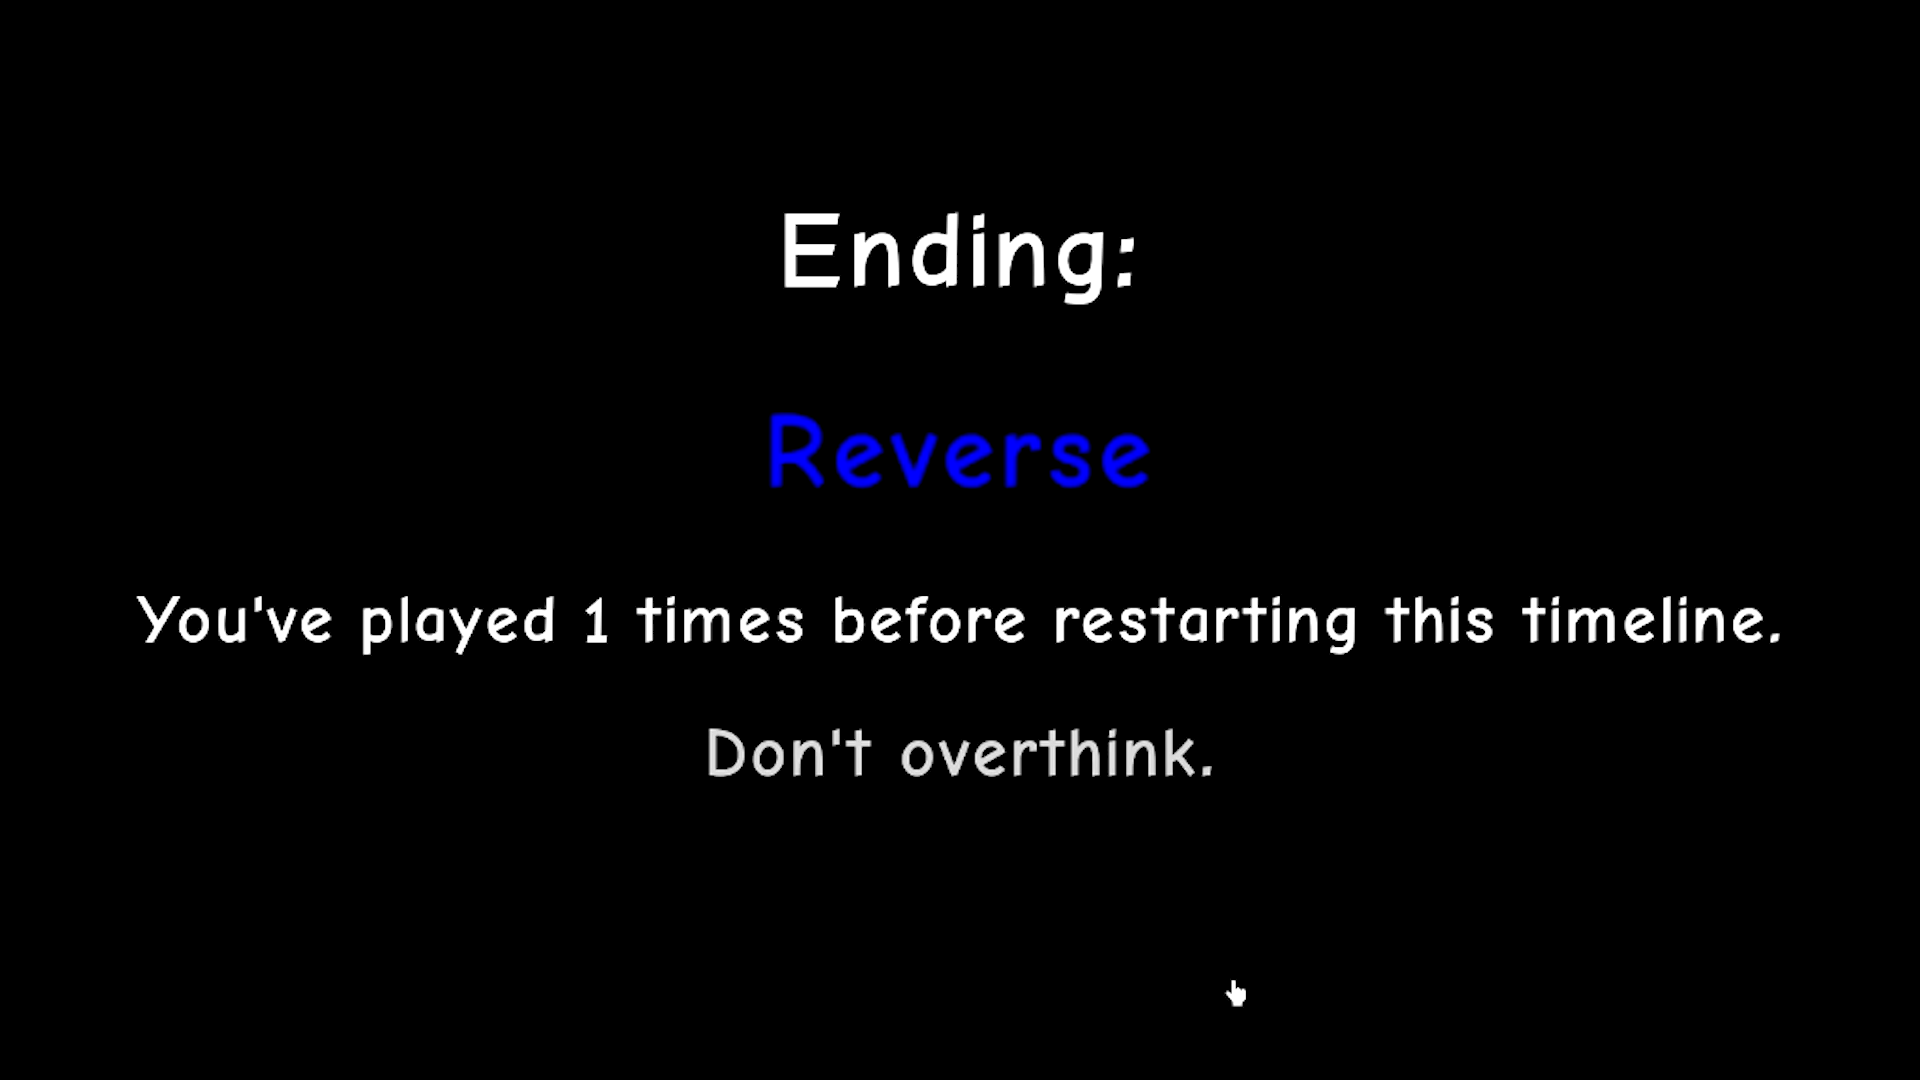 Ending:
Reverse
You've played 1 times before restarting this timeline.
Don't overthink.